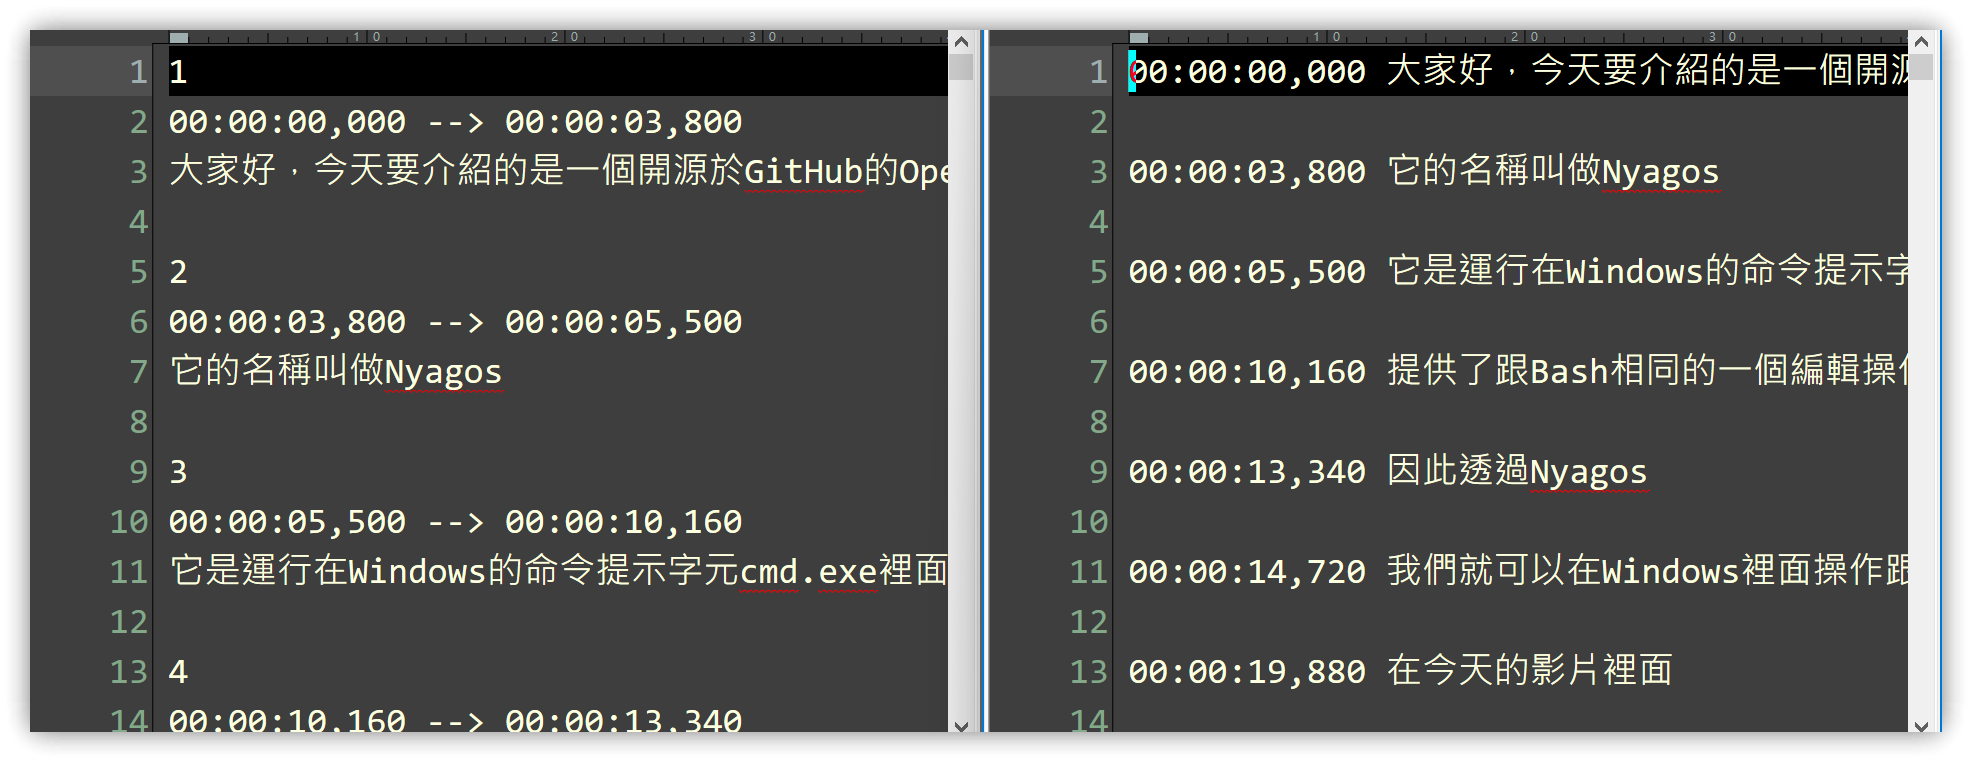 10 20 30
1 1
2 00:00:00,000 --> 00:00:03,800
3 大家好，今天要介紹的是一個開源於GitHub的Ope
4
5 2
6 00:00:03,800 --> 00:00:05,500
7 它的名稱叫做Nyagos
8
9 3
10 00:00:05,500 --> 00:00:10,160
11 它是運行在Windows的命令提示字元cmd.exe裡面
12
13 4
14 00:00:10,160 --> 00:00:13,340
10 20 30
1 00:00:00,000 大家好，今天要介紹的是一個開源
2
3 00:00:03,800 它的名稱叫做Nyagos
4
5 00:00:05,500 它是運行在Windows的命令提示字
6
7 00:00:10,160 提供了跟Bash相同的一個編輯操作
8
9 00:00:13,340 因此透過Nyagos
10
11 00:00:14,720 我們就可以在Windows裡面操作跟
12
13 00:00:19,880 在今天的影片裡面
14